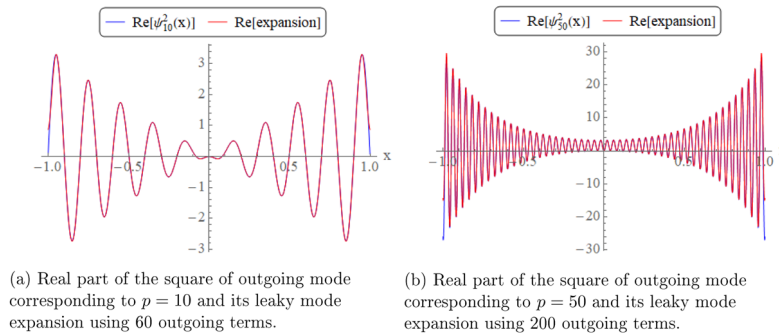 Re[ψ²₁₀(x)] Re[expansion]
3
2
1
−1.0 −0.5 0.5 1.0 x
−1
−2
−3
(a) Real part of the square of outgoing mode
corresponding to p = 10 and its leaky mode
expansion using 60 outgoing terms.
Re[ψ²₅₀(x)] Re[expansion]
30
20
10
−1.0 −0.5 0.5 1.0
−10
−20
−30
(b) Real part of the square of outgoing mode
corresponding to p = 50 and its leaky mode
expansion using 200 outgoing terms.